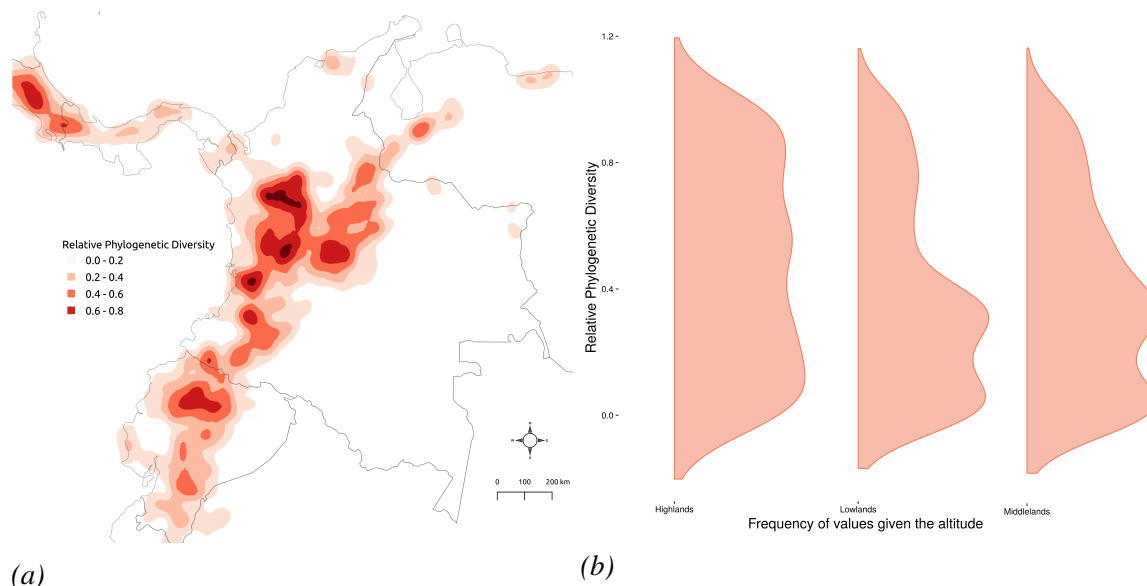 Relative Phylogenetic Diversity
0.0 - 0.2
0.2 - 0.4
0.4 - 0.6
0.6 - 0.8
N
W
E
S
0 100 200 km
(a)
1.2
0.8
0.4
0.0
Relative Phylogenetic Diversity
Highlands Lowlands Middlelands
Frequency of values given the altitude
(b)